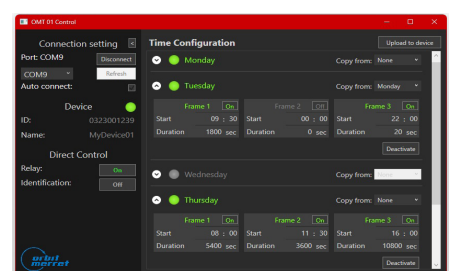 OMT 01 Control
Connection setting <
Port: COM9 Disconnect
COM9 Refresh
Auto connect:
Device
ID: 0323001239
Name: MyDevice01
Direct Control
Relay: On
Identification: Off
orbit
merret
Time Configuration Upload to device
Monday Copy from: None
Tuesday Copy from: Monday
Frame 1 On Frame 2 Off Frame 3 On
Start 09 : 30 Start 00 : 00 Start 22 : 00
Duration 1800 sec Duration 0 sec Duration 20 sec
Deactivate
Wednesday Copy from:
Thursday Copy from: None
Frame 1 On Frame 2 On Frame 3 On
Start 08 : 00 Start 11 : 30 Start 16 : 00
Duration 5400 sec Duration 3600 sec Duration 10800 sec
Deactivate